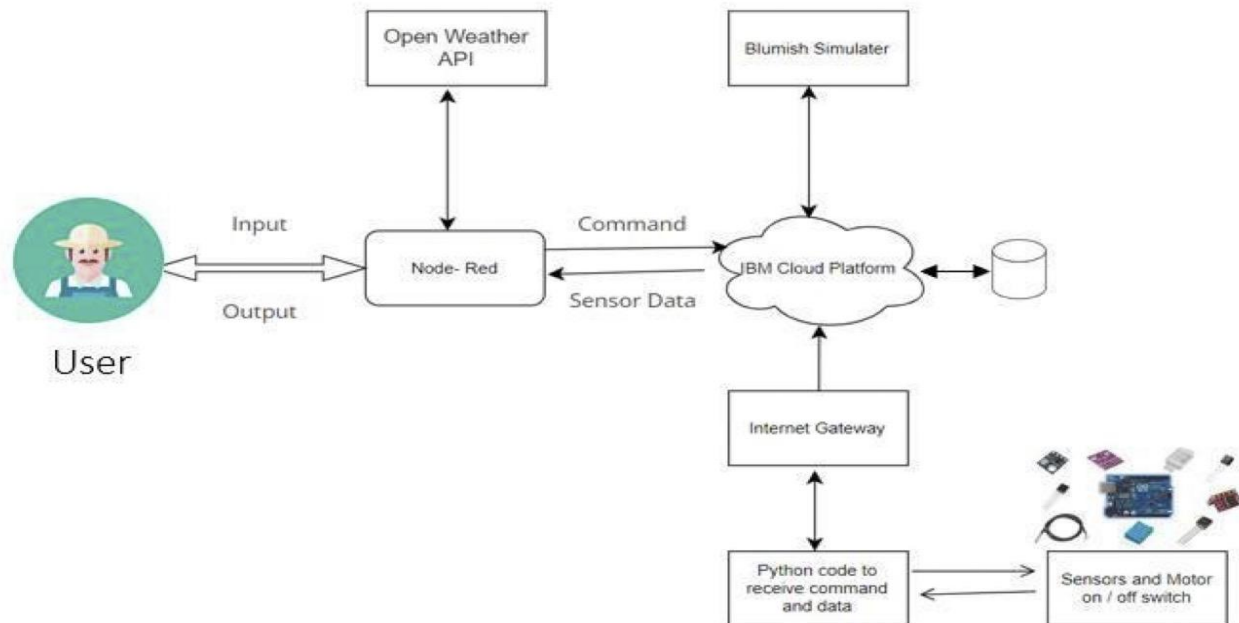 Open Weather
API
Blumish Simulater
Input
Command
Node- Red
IBM Cloud Platform
Output
Sensor Data
User
Internet Gateway
Python code to
receive command
and data
Sensors and Motor
on / off switch